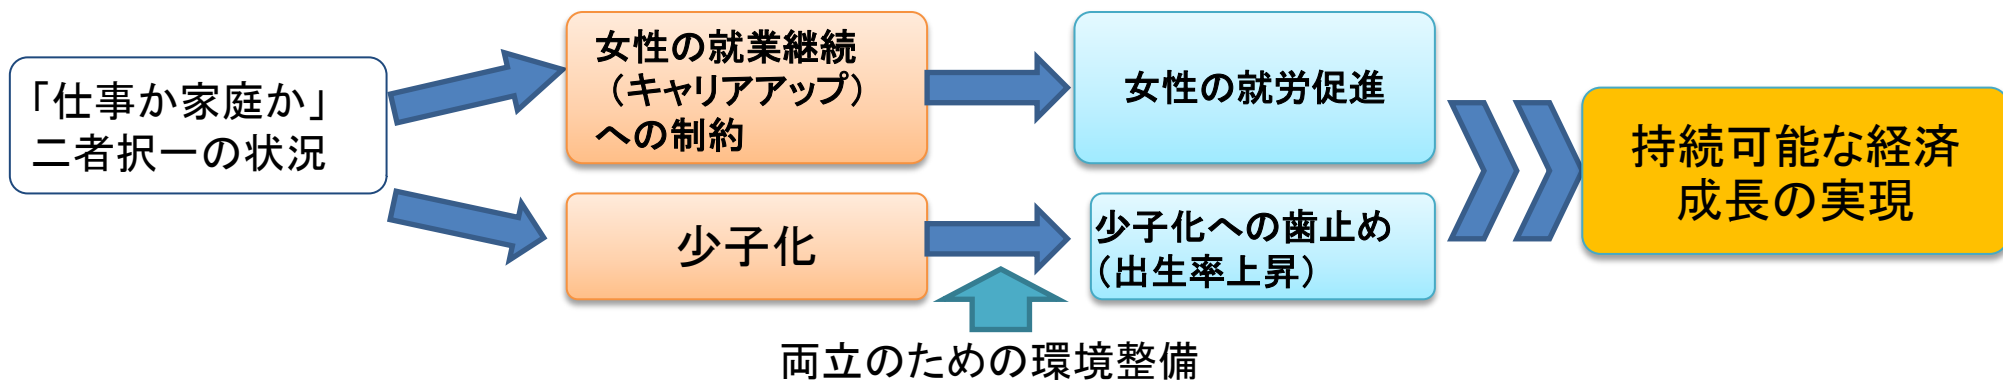 「仕事か家庭か」
二者択一の状況
女性の就業継続
（キャリアアップ）
への制約
女性の就労促進
少子化
少子化への歯止め
（出生率上昇）
持続可能な経済
成長の実現
両立のための環境整備